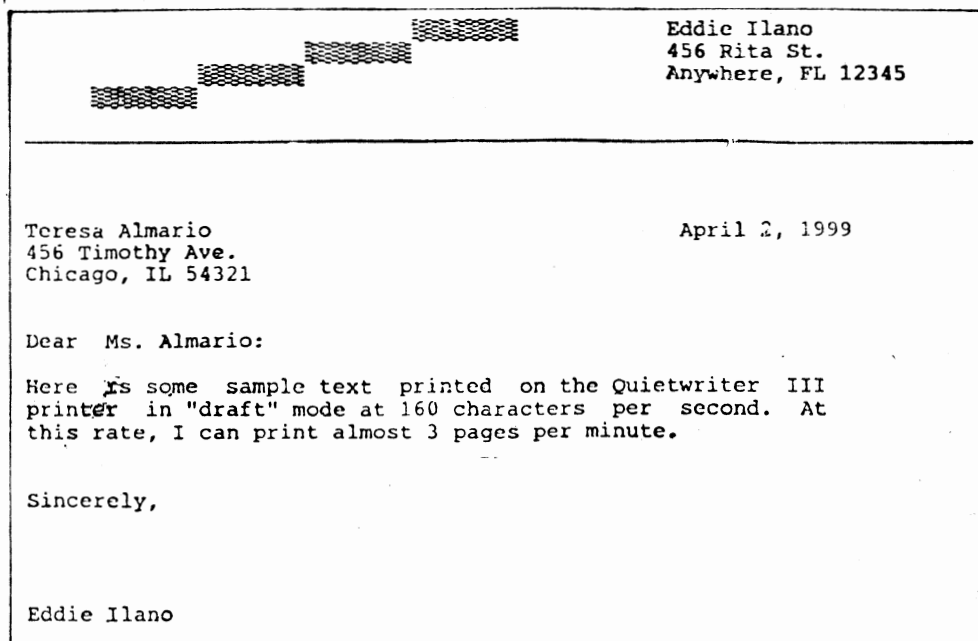 Eddie Ilano
456 Rita St.
Anywhere, FL 12345
Teresa Almario
April 2, 1999
456 Timothy Ave.
Chicago, IL 54321
Dear Ms. Almario:
Here is some sample text printed on the Quietwriter III
printer in "draft" mode at 160 characters per second. At
this rate, I can print almost 3 pages per minute.
Sincerely,
Eddie Ilano